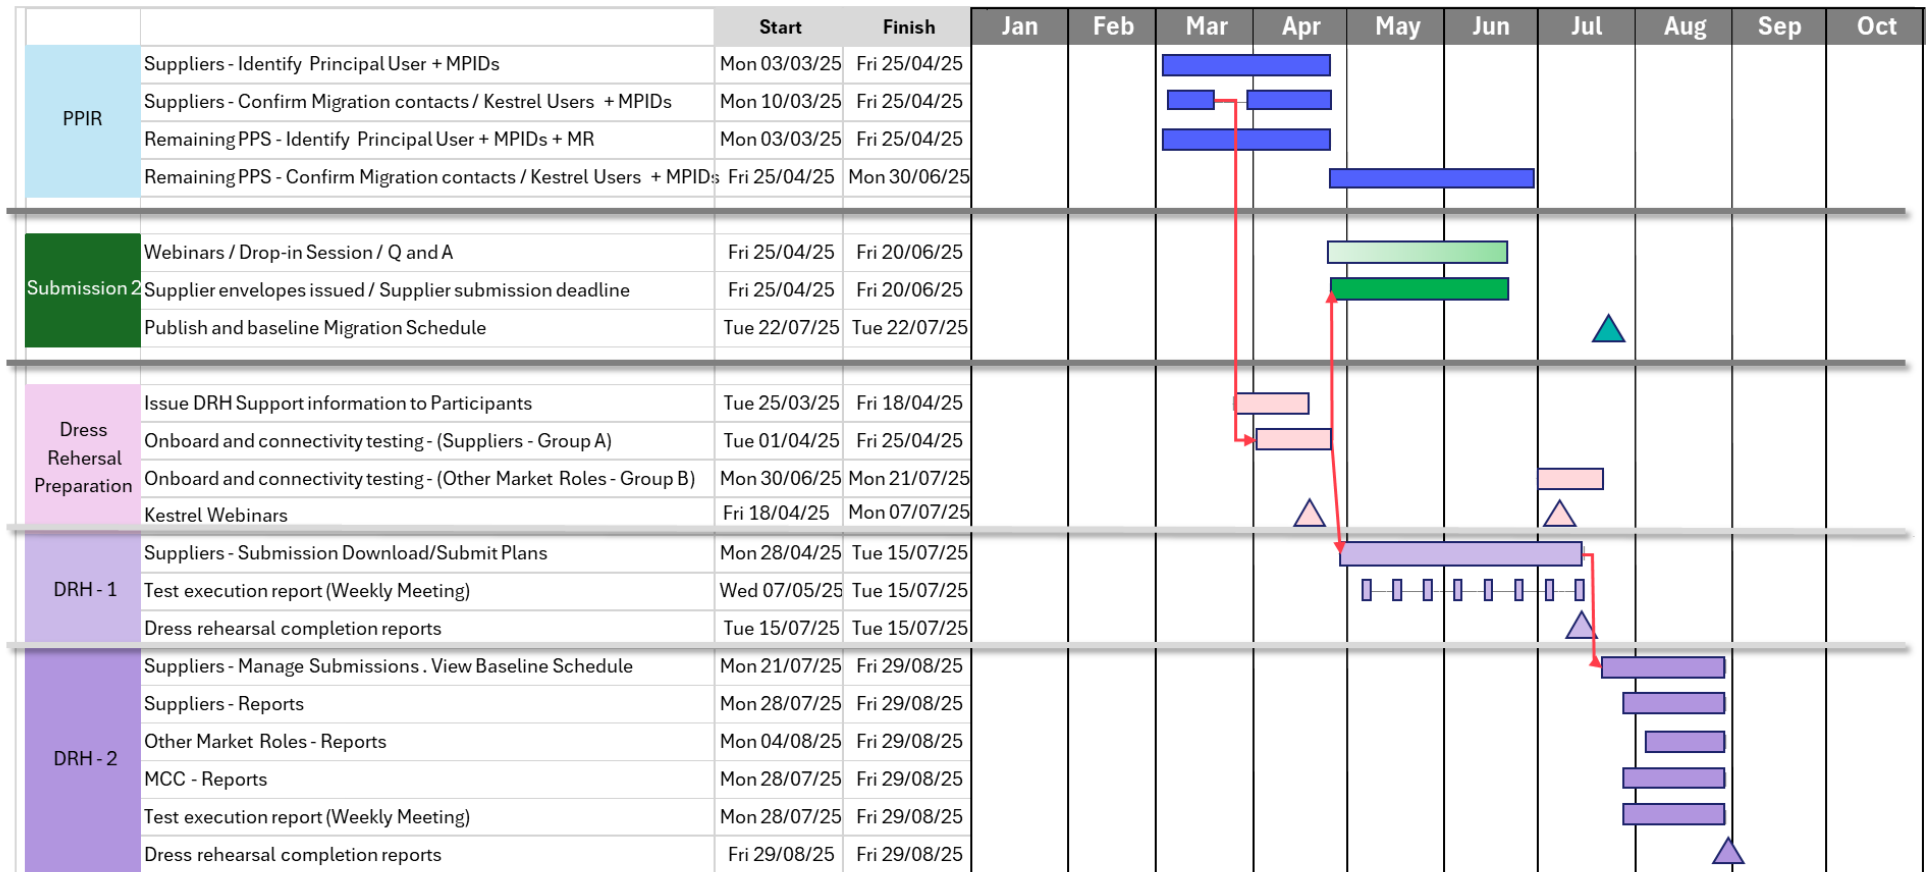 Start Finish Jan Feb Mar Apr May Jun Jul Aug Sep Oct
PPIR
Suppliers - Identify Principal User + MPIDs Mon 03/03/25 Fri 25/04/25
Suppliers - Confirm Migration contacts / Kestrel Users + MPIDs Mon 10/03/25 Fri 25/04/25
Remaining PPS - Identify Principal User + MPIDs + MR Mon 03/03/25 Fri 25/04/25
Remaining PPS - Confirm Migration contacts / Kestrel Users + MPIDs Fri 25/04/25 Mon 30/06/25
Submission 2
Webinars / Drop-in Session / Q and A Fri 25/04/25 Fri 20/06/25
Supplier envelopes issued / Supplier submission deadline Fri 25/04/25 Fri 20/06/25
Publish and baseline Migration Schedule Tue 22/07/25 Tue 22/07/25
Dress
Rehersal
Preparation
Issue DRH Support information to Participants Tue 25/03/25 Fri 18/04/25
Onboard and connectivity testing - (Suppliers - Group A) Tue 01/04/25 Fri 25/04/25
Onboard and connectivity testing - (Other Market Roles - Group B) Mon 30/06/25 Mon 21/07/25
Kestrel Webinars Fri 18/04/25 Mon 07/07/25
DRH - 1
Suppliers - Submission Download/Submit Plans Mon 28/04/25 Tue 15/07/25
Test execution report (Weekly Meeting) Wed 07/05/25 Tue 15/07/25
Dress rehearsal completion reports Tue 15/07/25 Tue 15/07/25
DRH - 2
Suppliers - Manage Submissions . View Baseline Schedule Mon 21/07/25 Fri 29/08/25
Suppliers - Reports Mon 28/07/25 Fri 29/08/25
Other Market Roles - Reports Mon 04/08/25 Fri 29/08/25
MCC - Reports Mon 28/07/25 Fri 29/08/25
Test execution report (Weekly Meeting) Mon 28/07/25 Fri 29/08/25
Dress rehearsal completion reports Fri 29/08/25 Fri 29/08/25